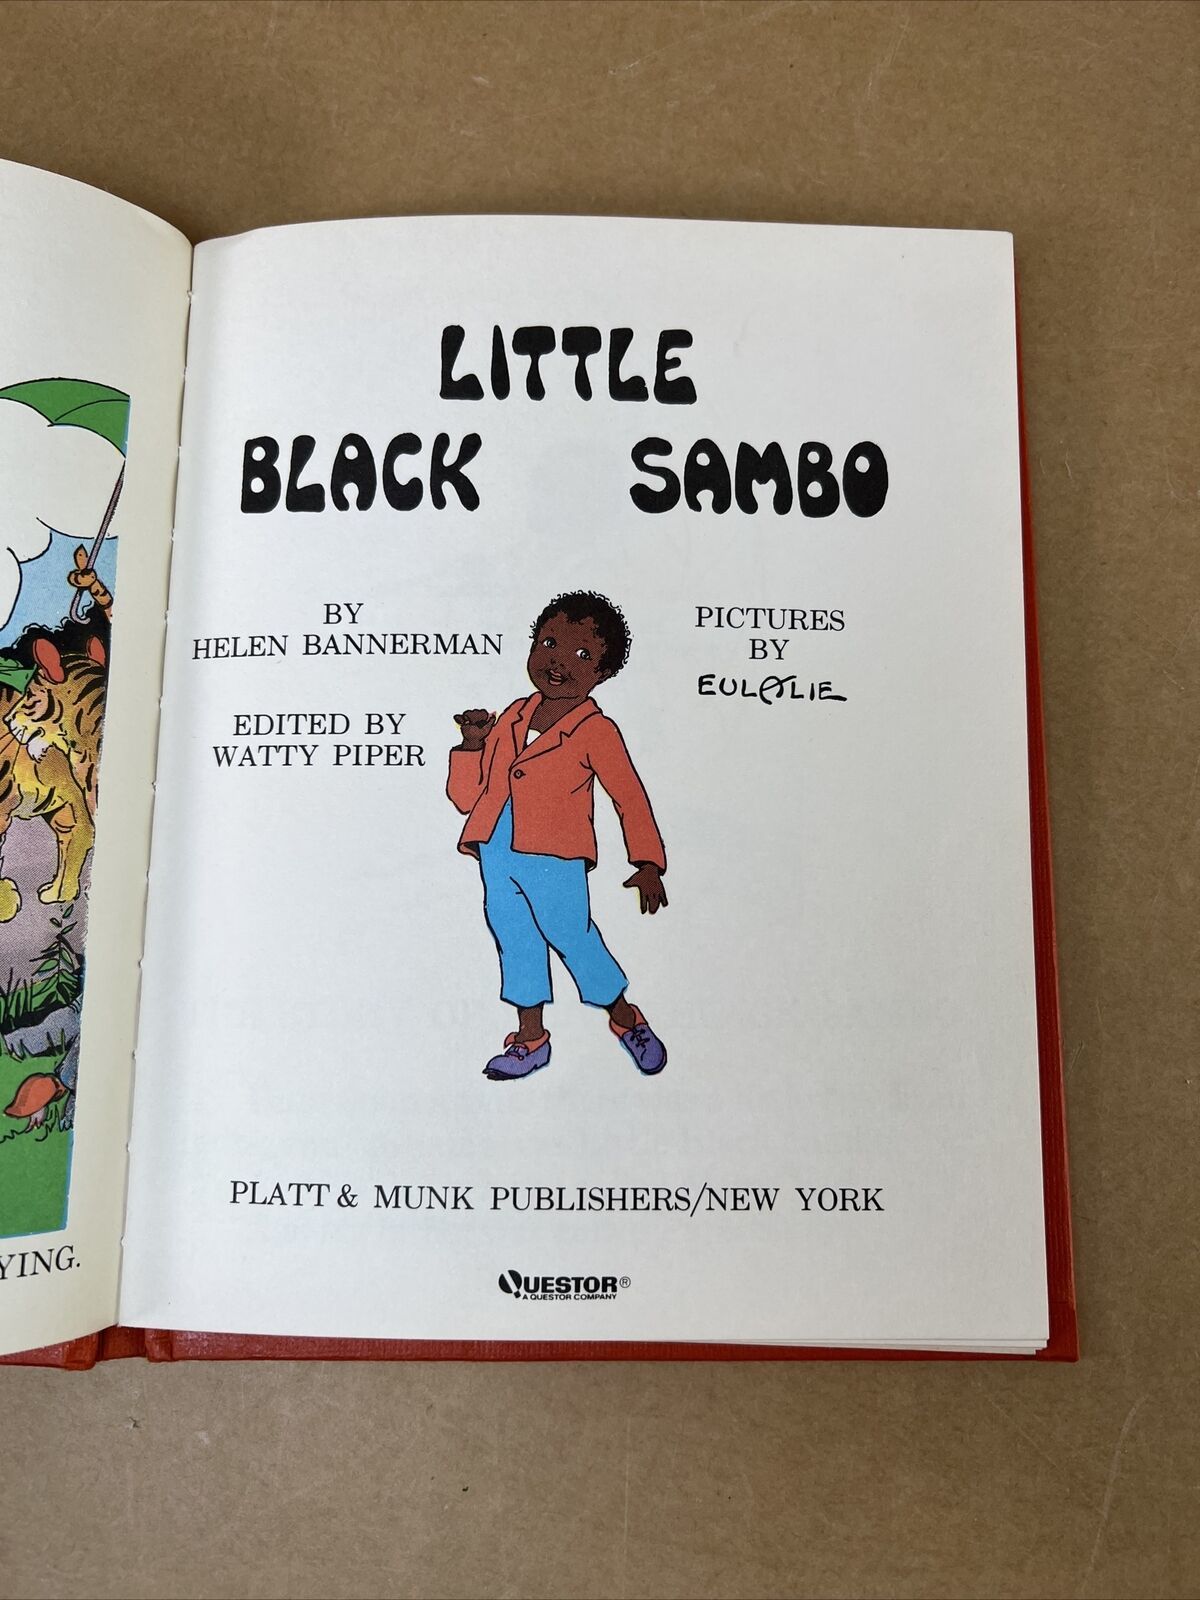 LITTLE
BLACK SAMBO
BY
HELEN BANNERMAN
EDITED BY
WATTY PIPER
PICTURES
BY
EULALIE
PLATT & MUNK PUBLISHERS/NEW YORK
QUESTOR®
A QUESTOR COMPANY
YING.